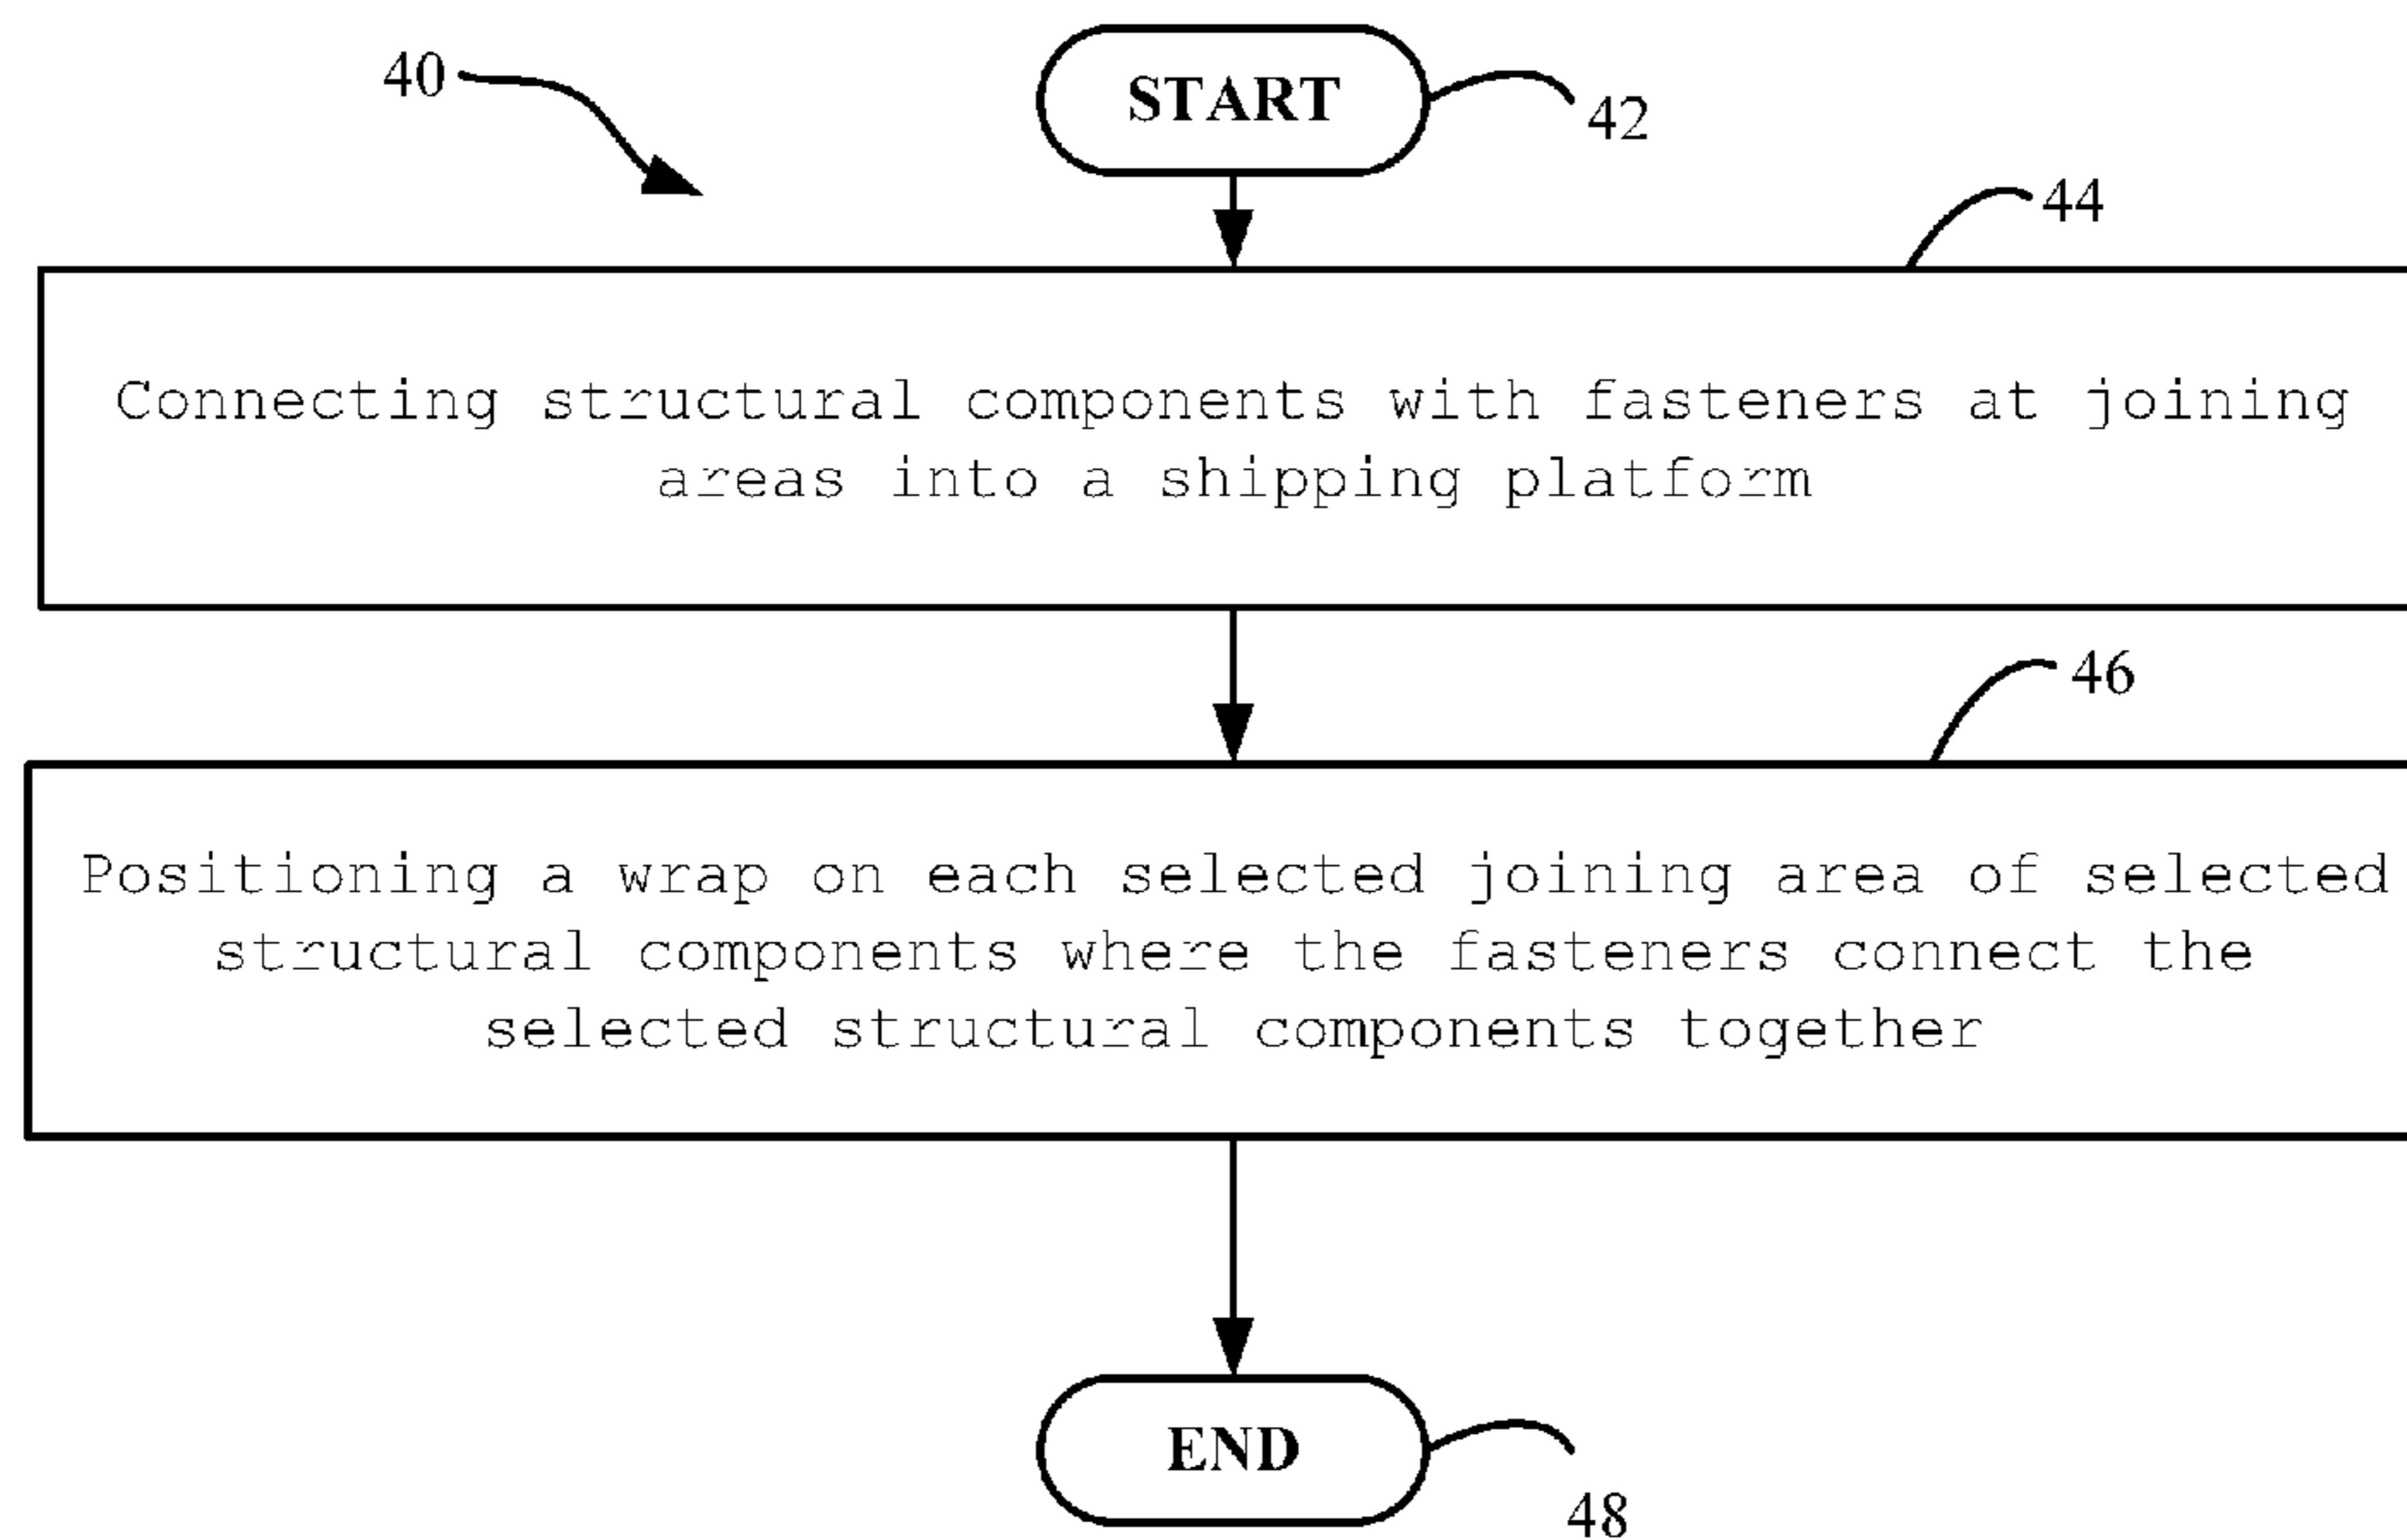 40
START
42
44
Connecting structural components with fasteners at joining
areas into a shipping platform
46
Positioning a wrap on each selected joining area of selected
structural components where the fasteners connect the
selected structural components together
END
48